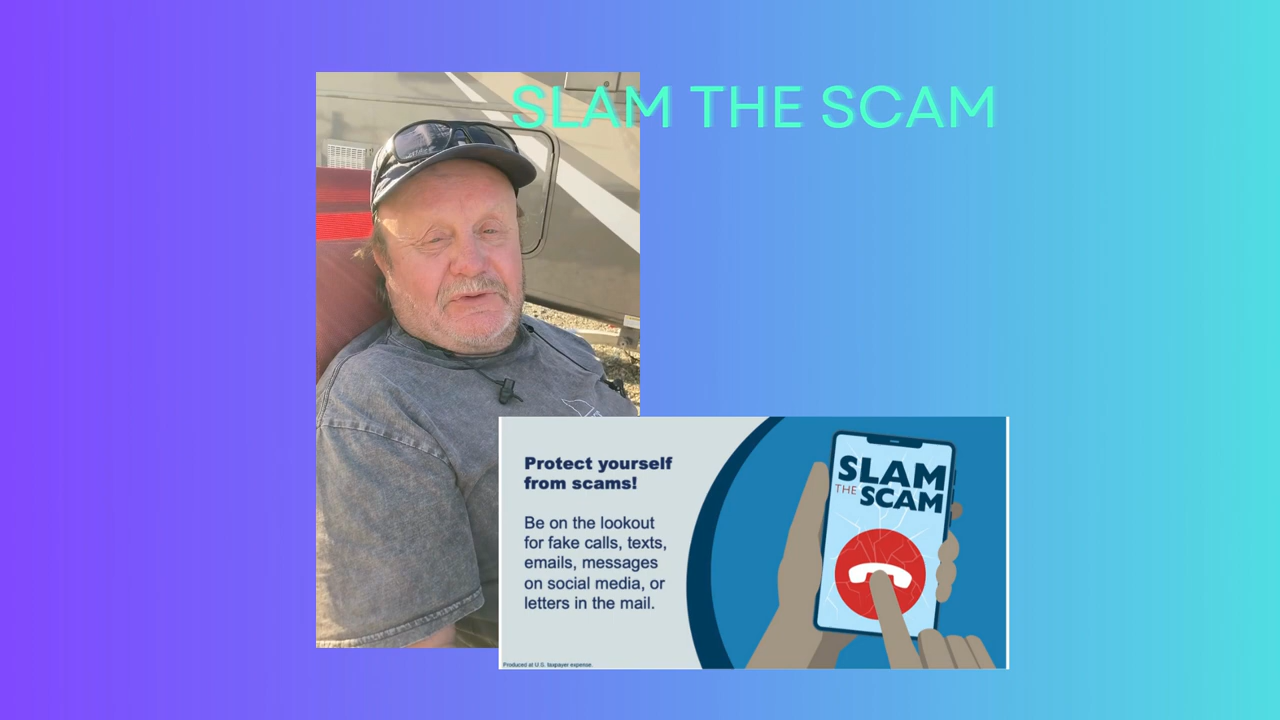 SLAM THE SCAM
Protect yourself
from scams!
Be on the lookout
for fake calls, texts,
emails, messages
on social media, or
letters in the mail.
SLAM
THE SCAM
Produced at U.S. taxpayer expense.